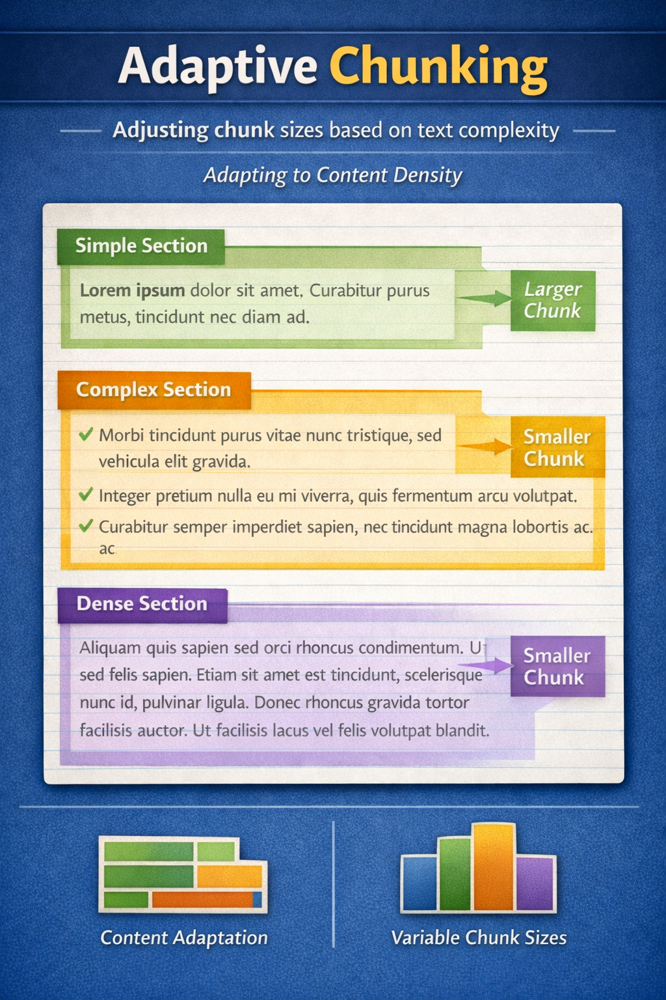 Adaptive Chunking
Adjusting chunk sizes based on text complexity
Adapting to Content Density
Simple Section
Lorem ipsum dolor sit amet. Curabitur purus
metus, tincidunt nec diam ad.
Larger
Chunk
Complex Section
✓ Morbi tincidunt purus vitae nunc tristique, sed
vehicula elit gravida.
✓ Integer pretium nulla eu mi viverra, quis fermentum arcu volutpat.
✓ Curabitur semper imperdiet sapien, nec tincidunt magna lobortis ac.
ac
Smaller
Chunk
Dense Section
Aliquam quis sapien sed orci rhoncus condimentum. Ut
sed felis sapien. Etiam sit amet est tincidunt, scelerisque
nunc id, pulvinar ligula. Donec rhoncus gravida tortor
facilisis auctor. Ut facilisis lacus vel felis volutpat blandit.
Smaller
Chunk
Content Adaptation
Variable Chunk Sizes